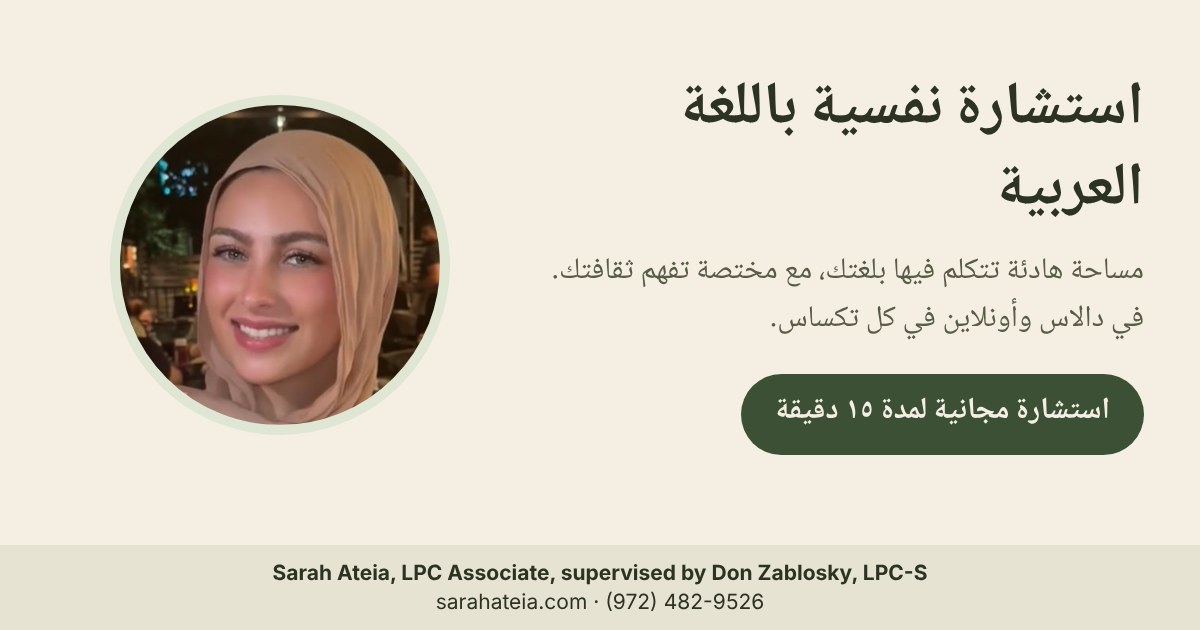 استشارة نفسية باللغة
العربية
مساحة هادئة تتكلم فيها بلغتك، مع مختصة تفهم ثقافتك.
في دالاس وأونلاين في كل تكساس.
استشارة مجانية لمدة ١٥ دقيقة
Sarah Ateia, LPC Associate, supervised by Don Zablosky, LPC-S
sarahateia.com · (972) 482-9526